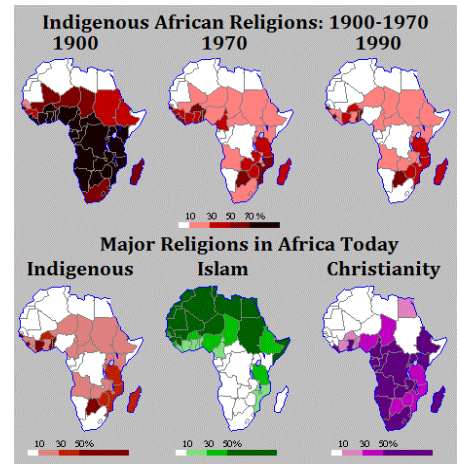 Indigenous African Religions: 1900-1970
1900 1970 1990
10 30 50 70 %
Major Religions in Africa Today
Indigenous Islam Christianity
10 30 50% 10 30 50% 10 30 50%